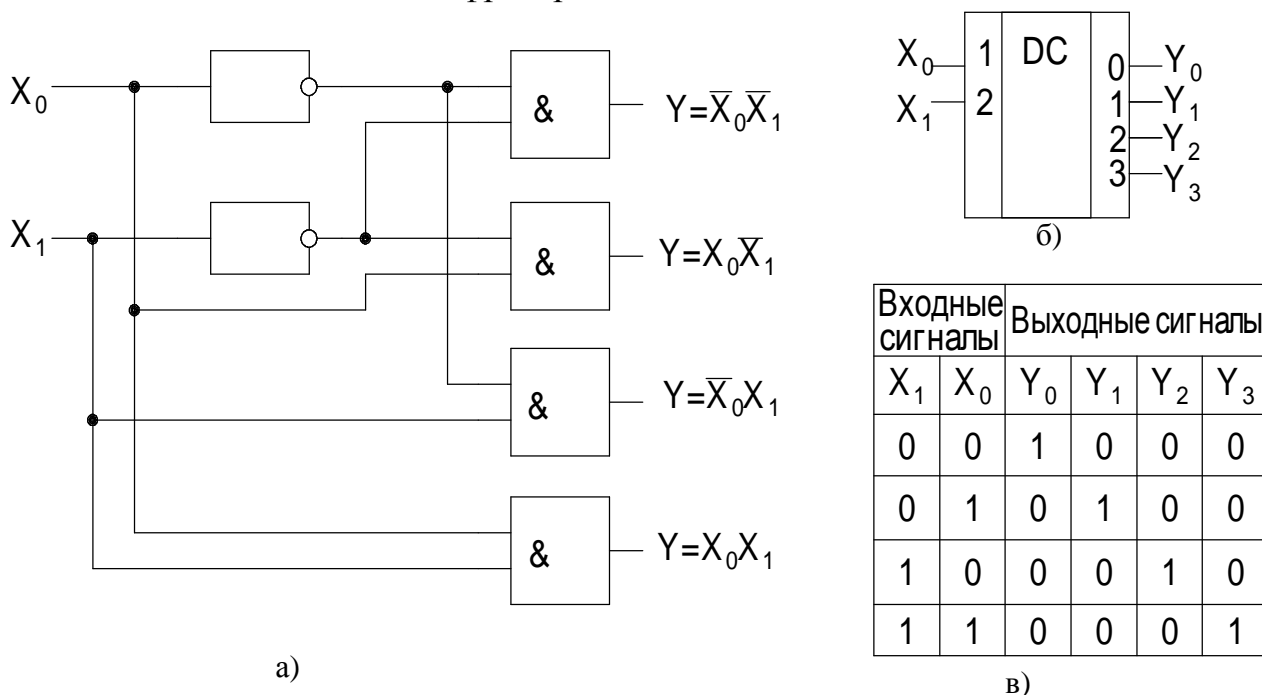 X₀
&
Y=X̅₀X̅₁
X₁
&
Y=X₀X̅₁
&
Y=X̅₀X₁
&
Y=X₀X₁
а)
X₀ 1 DC 0 Y₀
X₁ 2 1 Y₁
2 Y₂
3 Y₃
б)
Входные сигналы Выходные сигналы
X₁ X₀ Y₀ Y₁ Y₂ Y₃
0 0 1 0 0 0
0 1 0 1 0 0
1 0 0 0 1 0
1 1 0 0 0 1
в)